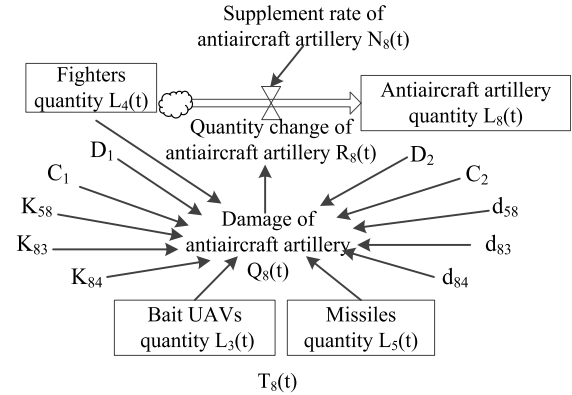 Supplement rate of
antiaircraft artillery N₈(t)
Fighters
quantity L₄(t)
Antiaircraft artillery
quantity L₈(t)
Quantity change of
antiaircraft artillery R₈(t)
D₁
D₂
C₁
C₂
K₅₈
d₅₈
Damage of
antiaircraft artillery
Q₈(t)
K₈₃
d₈₃
K₈₄
d₈₄
Bait UAVs
quantity L₃(t)
Missiles
quantity L₅(t)
T₈(t)